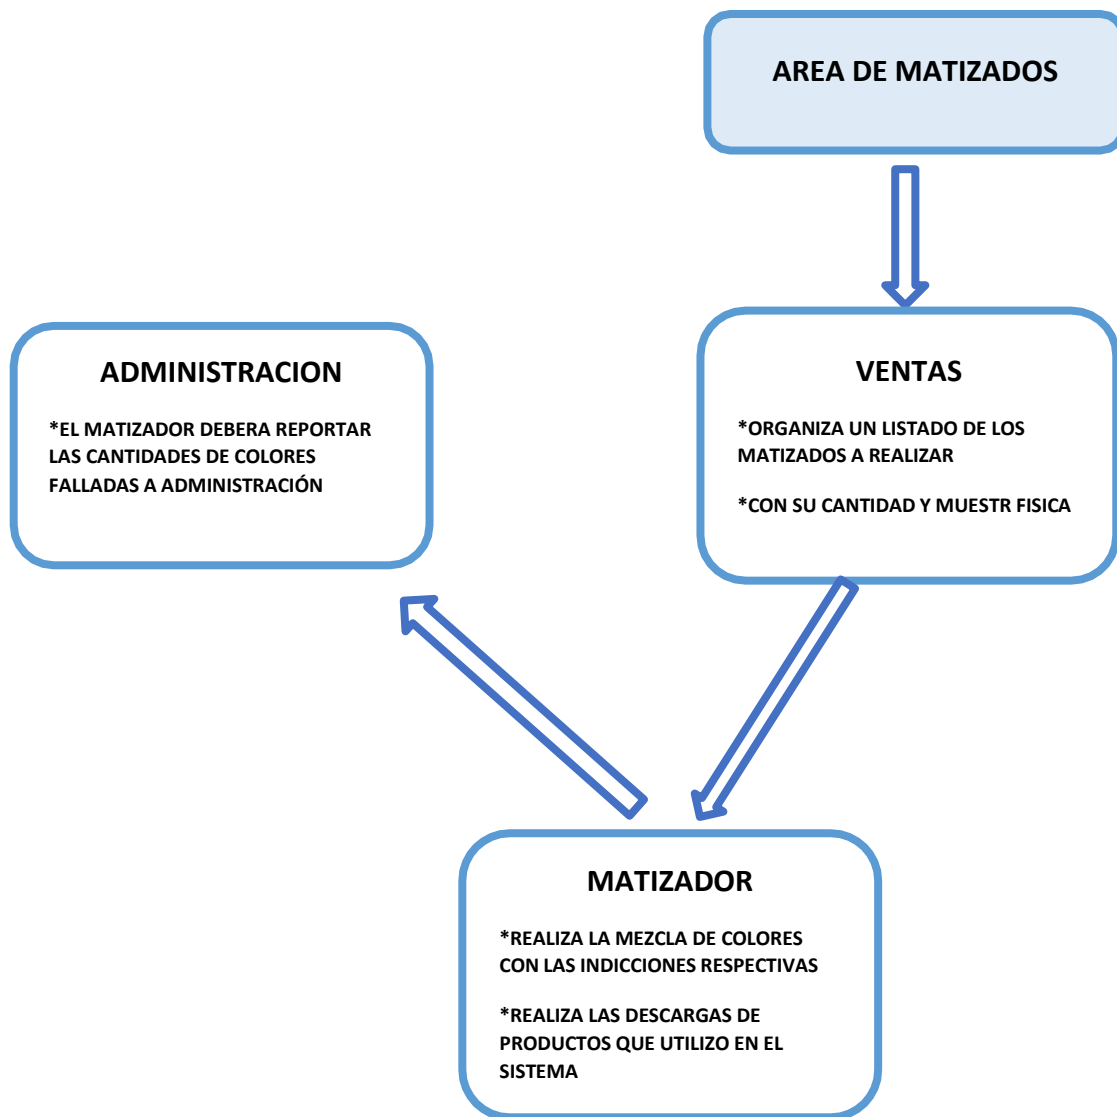 AREA DE MATIZADOS
VENTAS
*ORGANIZA UN LISTADO DE LOS
MATIZADOS A REALIZAR
*CON SU CANTIDAD Y MUESTR FISICA
MATIZADOR
*REALIZA LA MEZCLA DE COLORES
CON LAS INDICCIONES RESPECTIVAS
*REALIZA LAS DESCARGAS DE
PRODUCTOS QUE UTILIZO EN EL
SISTEMA
ADMINISTRACION
*EL MATIZADOR DEBERA REPORTAR
LAS CANTIDADES DE COLORES
FALLADAS A ADMINISTRACIÓN